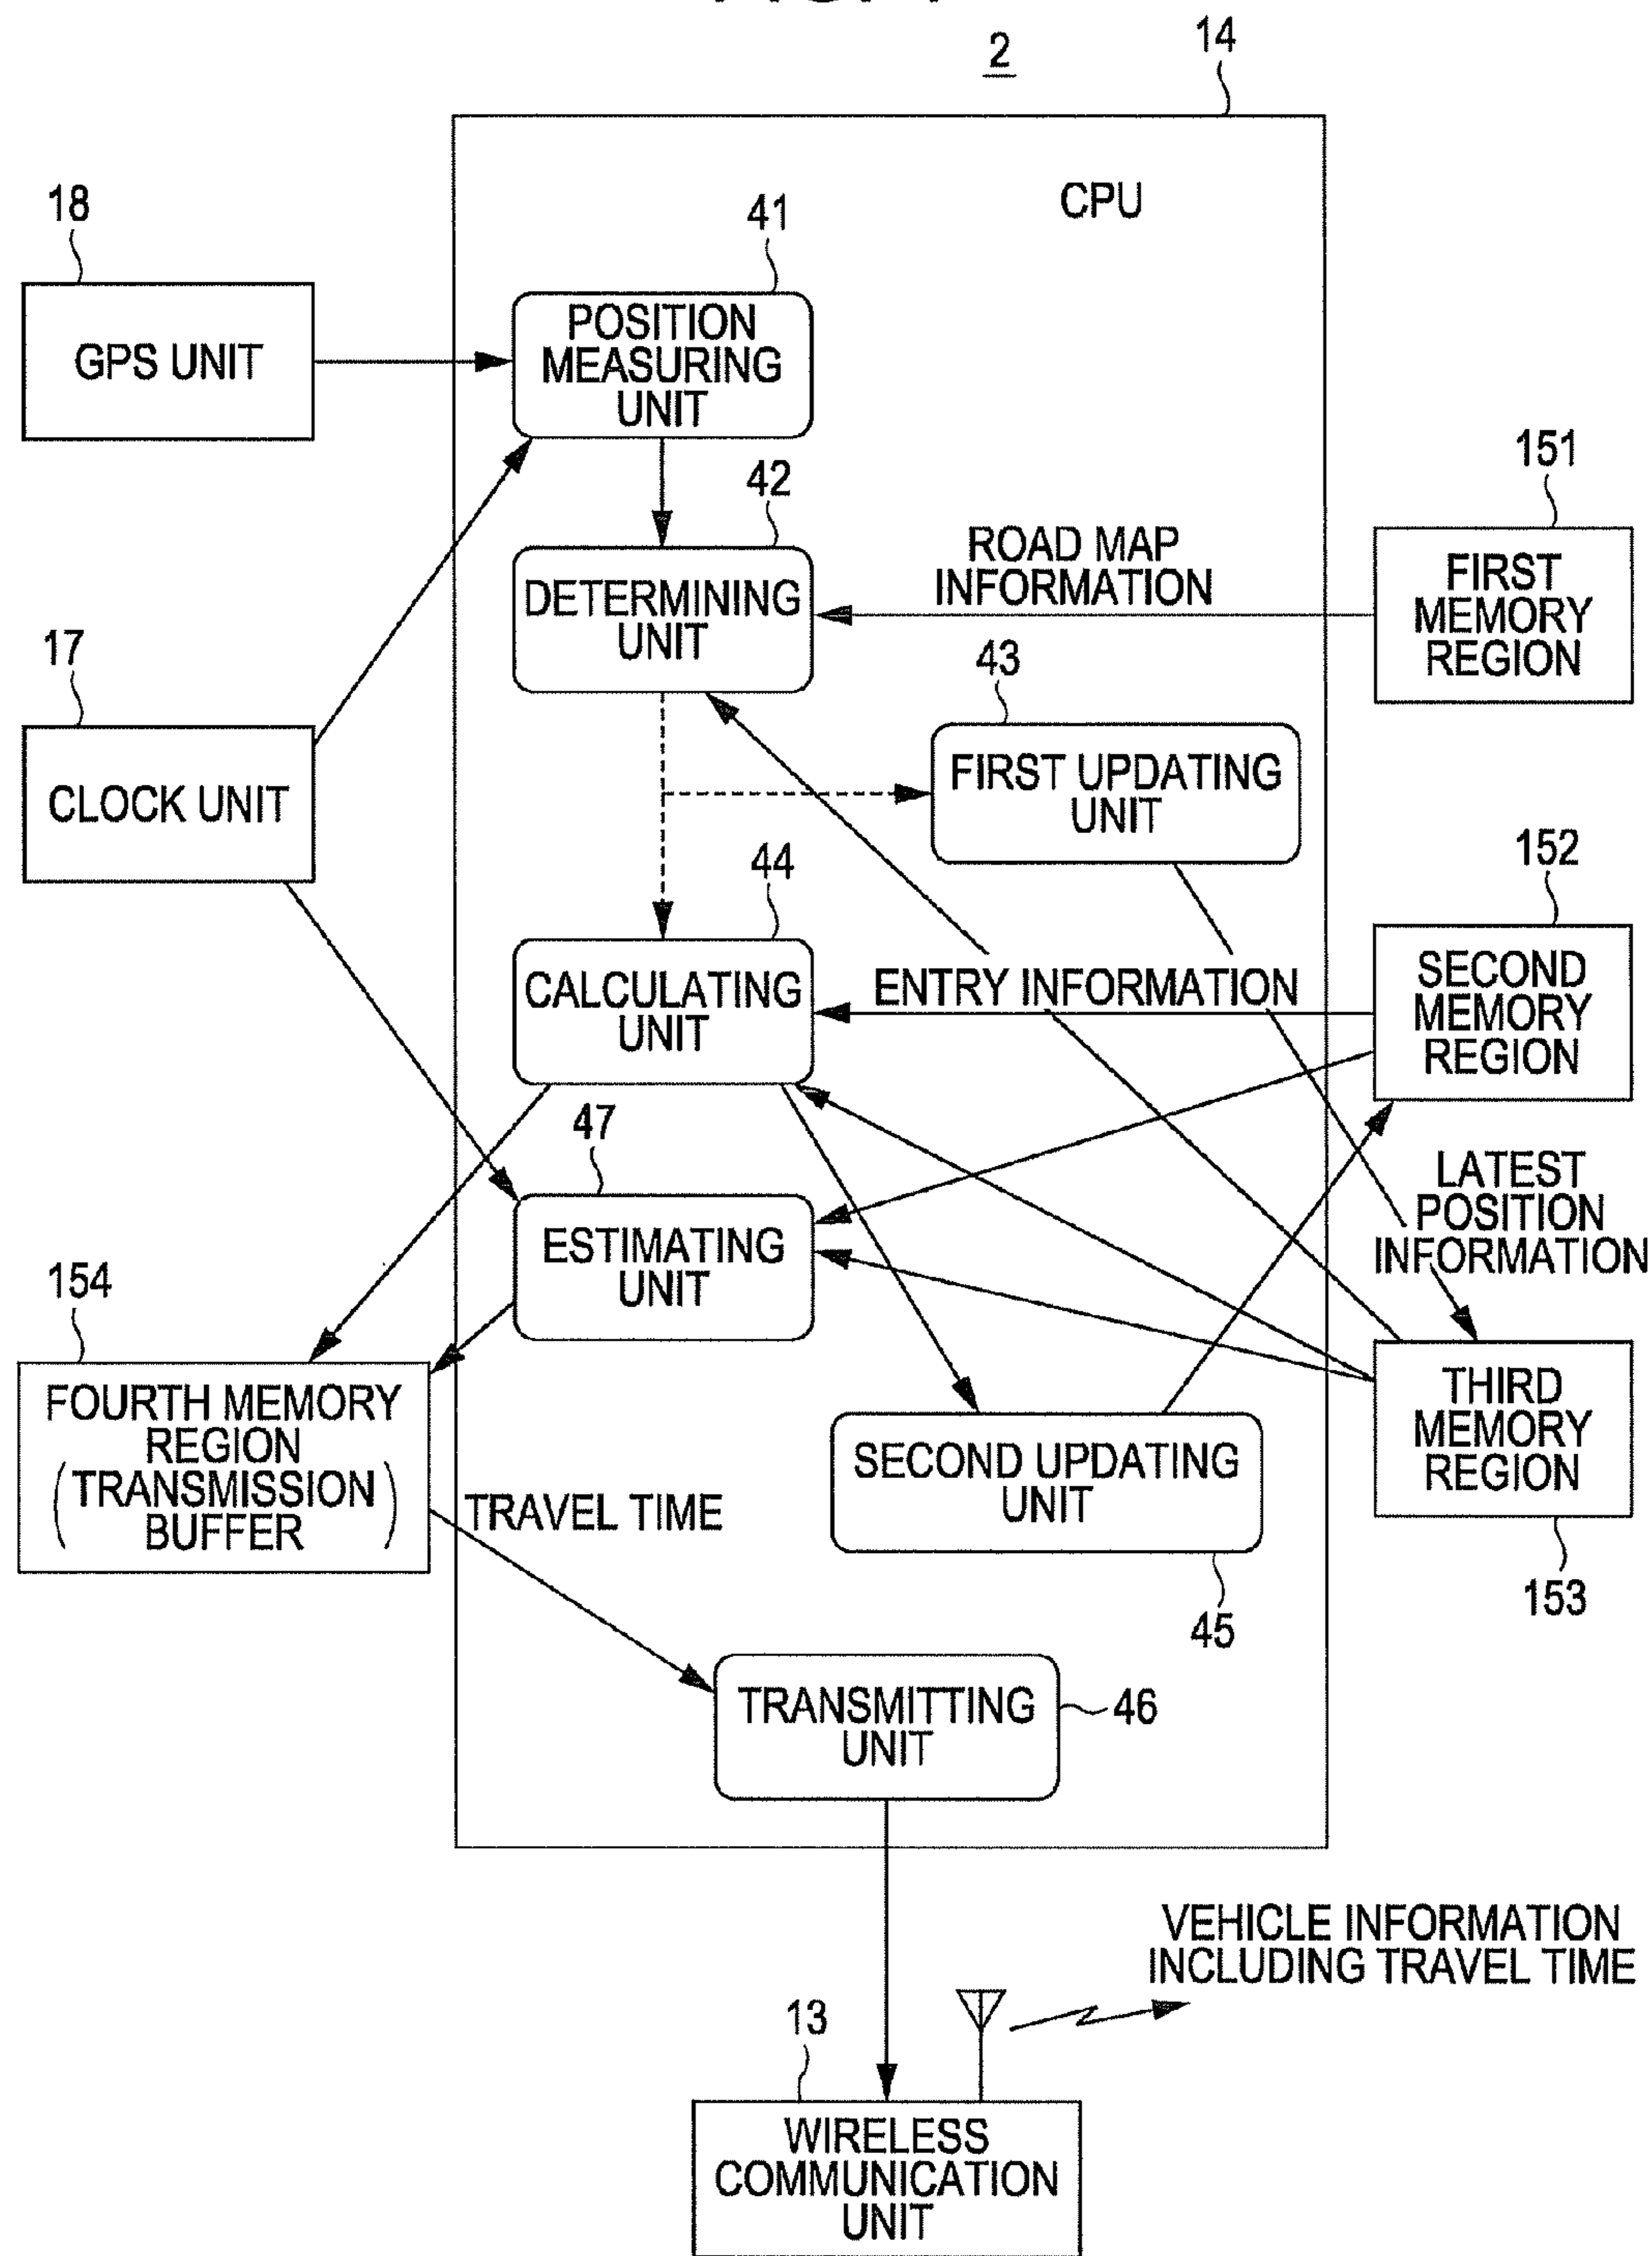 2
14
CPU
18
GPS UNIT
41
POSITION
MEASURING
UNIT
42
DETERMINING
UNIT
ROAD MAP
INFORMATION
151
FIRST
MEMORY
REGION
17
CLOCK UNIT
43
FIRST UPDATING
UNIT
44
CALCULATING
UNIT
ENTRY INFORMATION
152
SECOND
MEMORY
REGION
47
ESTIMATING
UNIT
LATEST
POSITION
INFORMATION
154
FOURTH MEMORY
REGION
(TRANSMISSION
BUFFER)
TRAVEL TIME
SECOND UPDATING
UNIT
45
THIRD
MEMORY
REGION
153
TRANSMITTING
UNIT
46
VEHICLE INFORMATION
INCLUDING TRAVEL TIME
13
WIRELESS
COMMUNICATION
UNIT